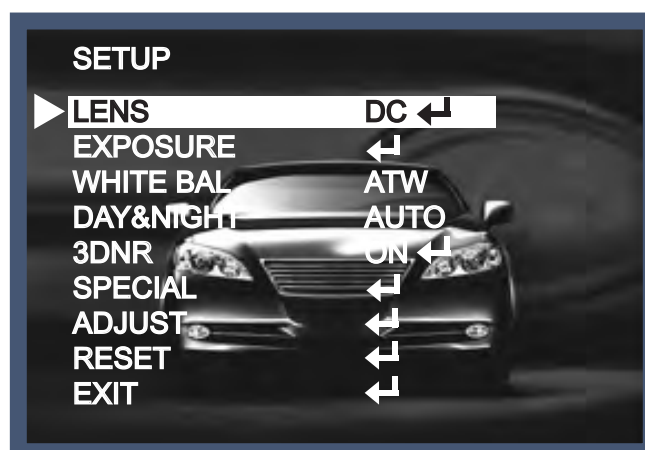 SETUP
LENS DC ↵
EXPOSURE ↵
WHITE BAL ATW
DAY&NIGHT AUTO
3DNR ON ↵
SPECIAL ↵
ADJUST ↵
RESET ↵
EXIT ↵